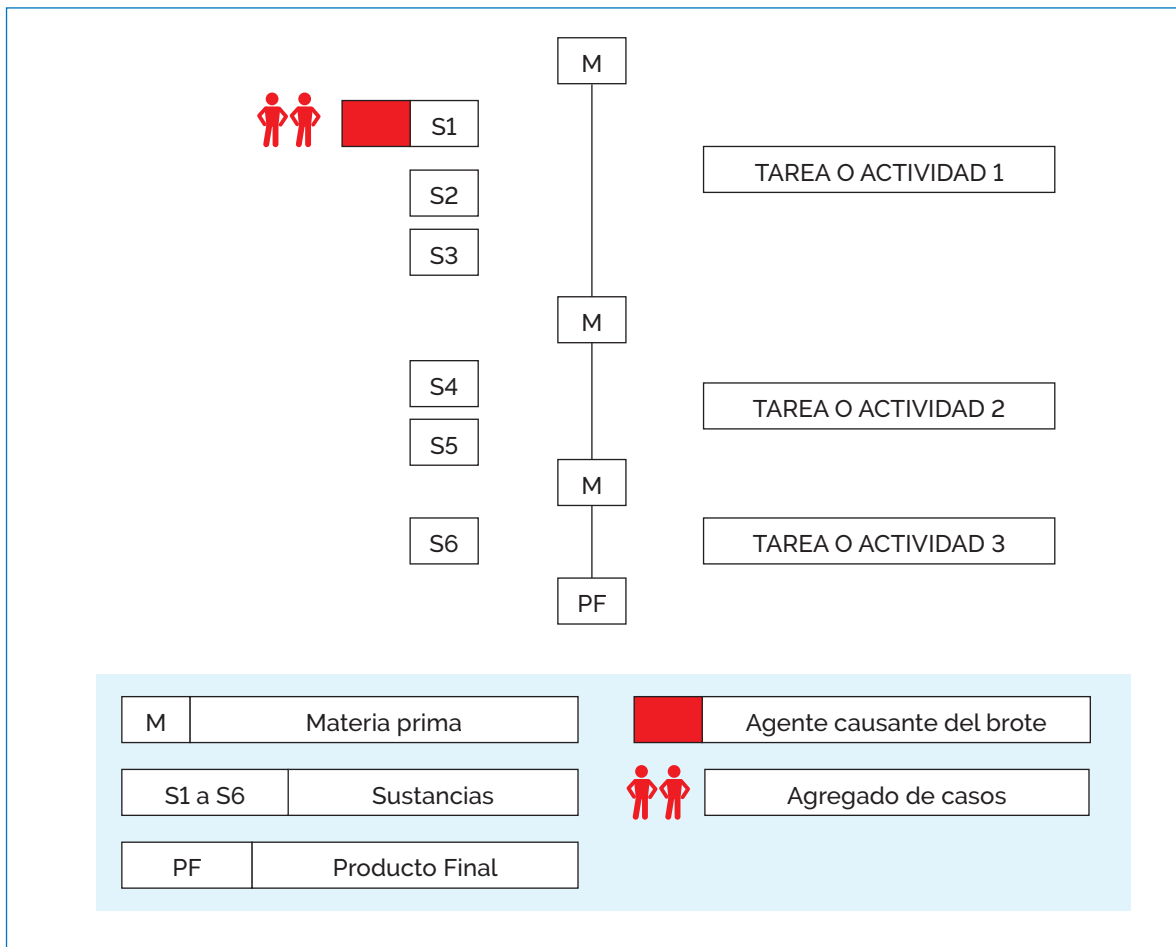 M
S1
TAREA O ACTIVIDAD 1
S2
S3
M
S4
TAREA O ACTIVIDAD 2
S5
M
S6
TAREA O ACTIVIDAD 3
PF
M Materia prima
Agente causante del brote
S1 a S6 Sustancias
Agregado de casos
PF Producto Final